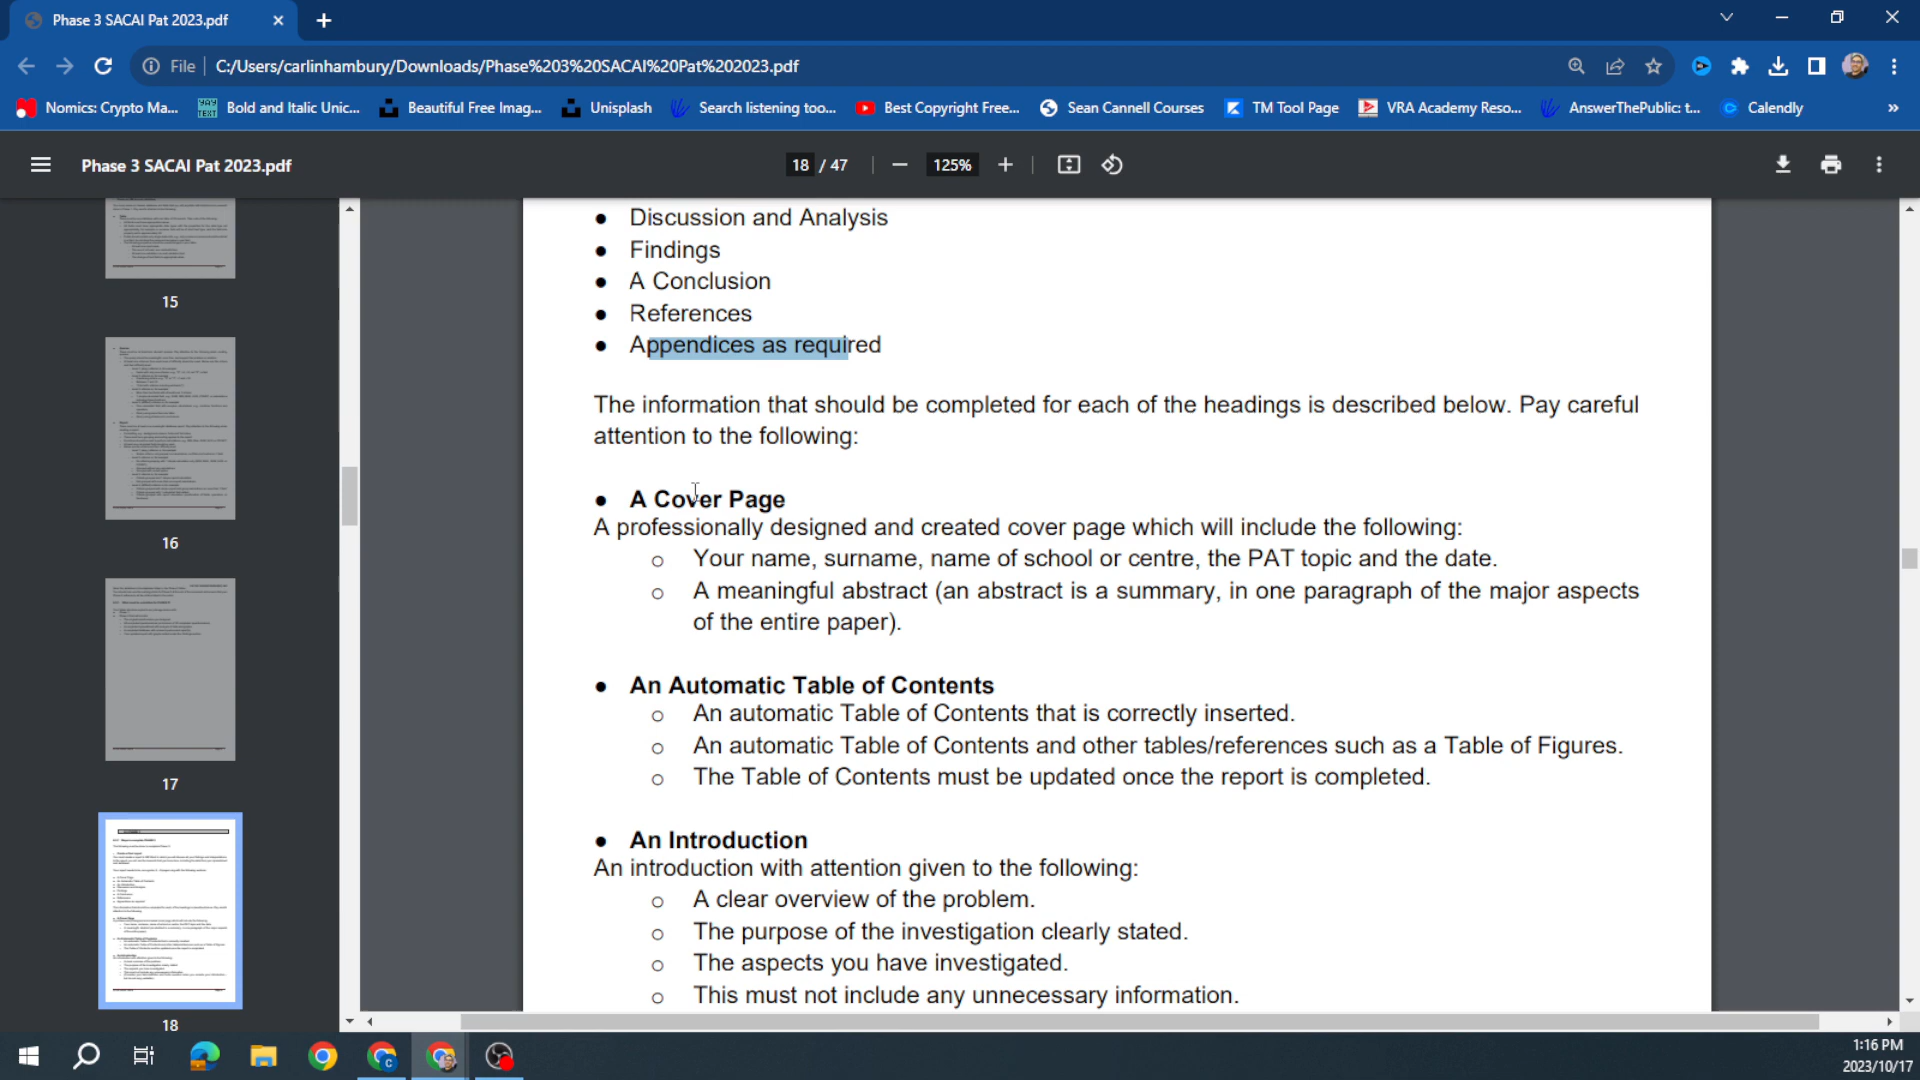 Phase 3 SACAI Pat 2023.pdf
File
C:/Users/carlinhambury/Downloads/Phase%203%20SACAI%20Pat%202023.pdf
Nomics: Crypto Ma...
YAY TEXT
Bold and Italic Unic...
Beautiful Free Imag...
Unisplash
Search listening too...
Best Copyright Free...
Sean Cannell Courses
TM Tool Page
VRA Academy Reso...
AnswerThePublic: t...
Calendly
»
Phase 3 SACAI Pat 2023.pdf
18 / 47
125%
15
16
17
18
● Discussion and Analysis
● Findings
● A Conclusion
● References
● Appendices as required
The information that should be completed for each of the headings is described below. Pay careful
attention to the following:
● A Cover Page
A professionally designed and created cover page which will include the following:
○ Your name, surname, name of school or centre, the PAT topic and the date.
○ A meaningful abstract (an abstract is a summary, in one paragraph of the major aspects
of the entire paper).
● An Automatic Table of Contents
○ An automatic Table of Contents that is correctly inserted.
○ An automatic Table of Contents and other tables/references such as a Table of Figures.
○ The Table of Contents must be updated once the report is completed.
● An Introduction
An introduction with attention given to the following:
○ A clear overview of the problem.
○ The purpose of the investigation clearly stated.
○ The aspects you have investigated.
○ This must not include any unnecessary information.
1:16 PM
2023/10/17